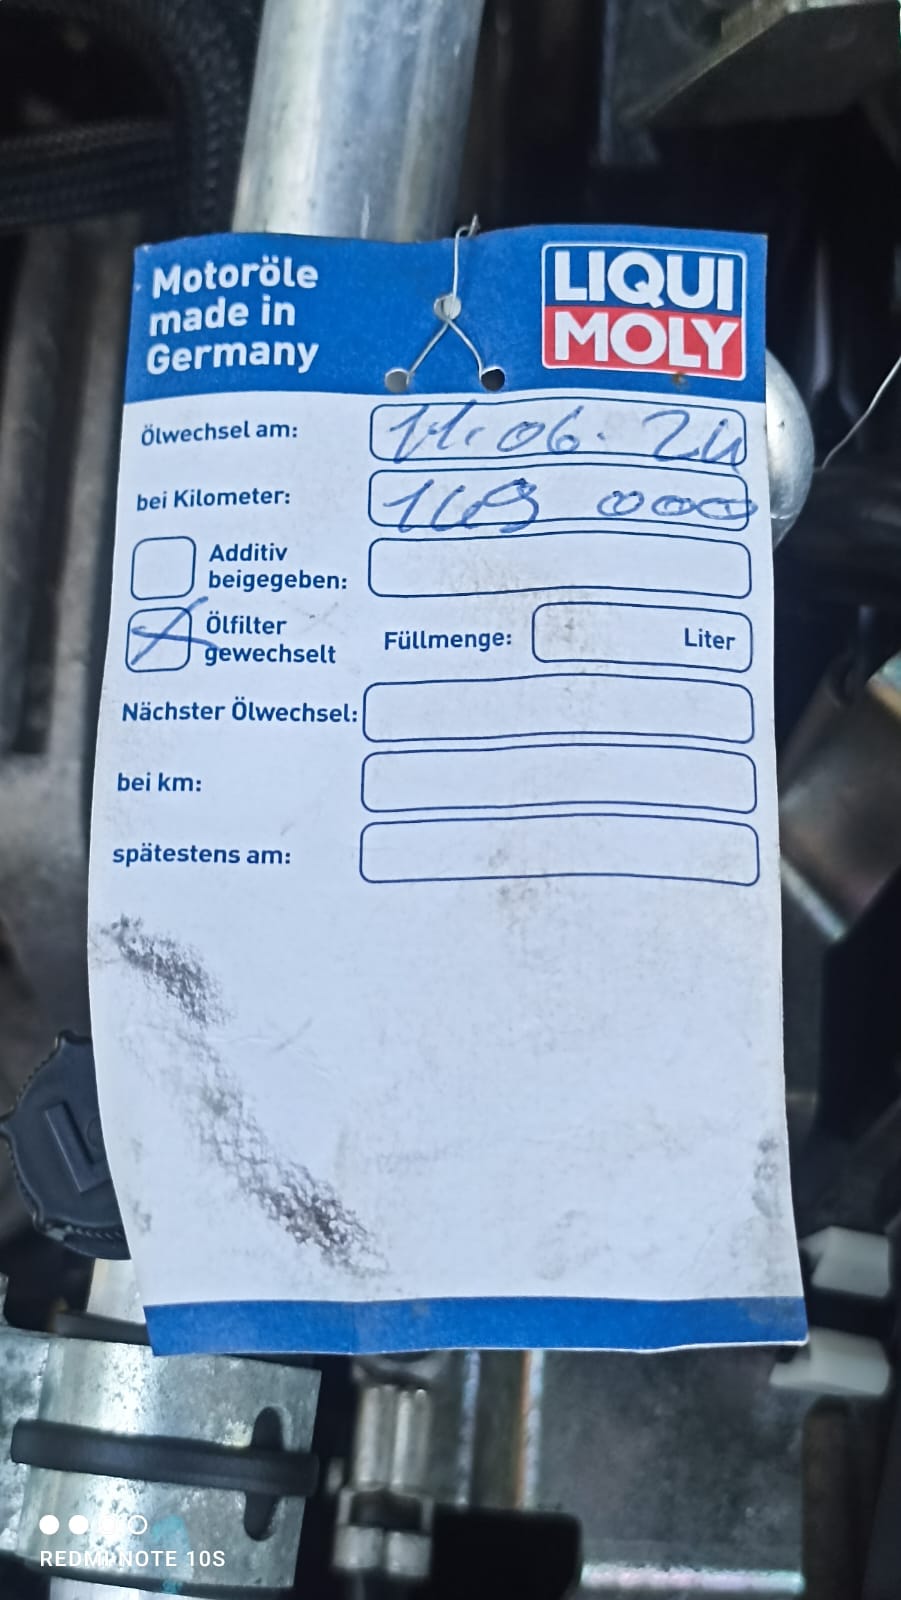 Motoröle
made in
Germany
LIQUI
MOLY
Ölwechsel am: 11.06.24
bei Kilometer: 000
Additiv
beigegeben:
Ölfilter
gewechselt
Füllmenge: Liter
Nächster Ölwechsel:
bei km:
spätestens am:
REDMI NOTE 10S